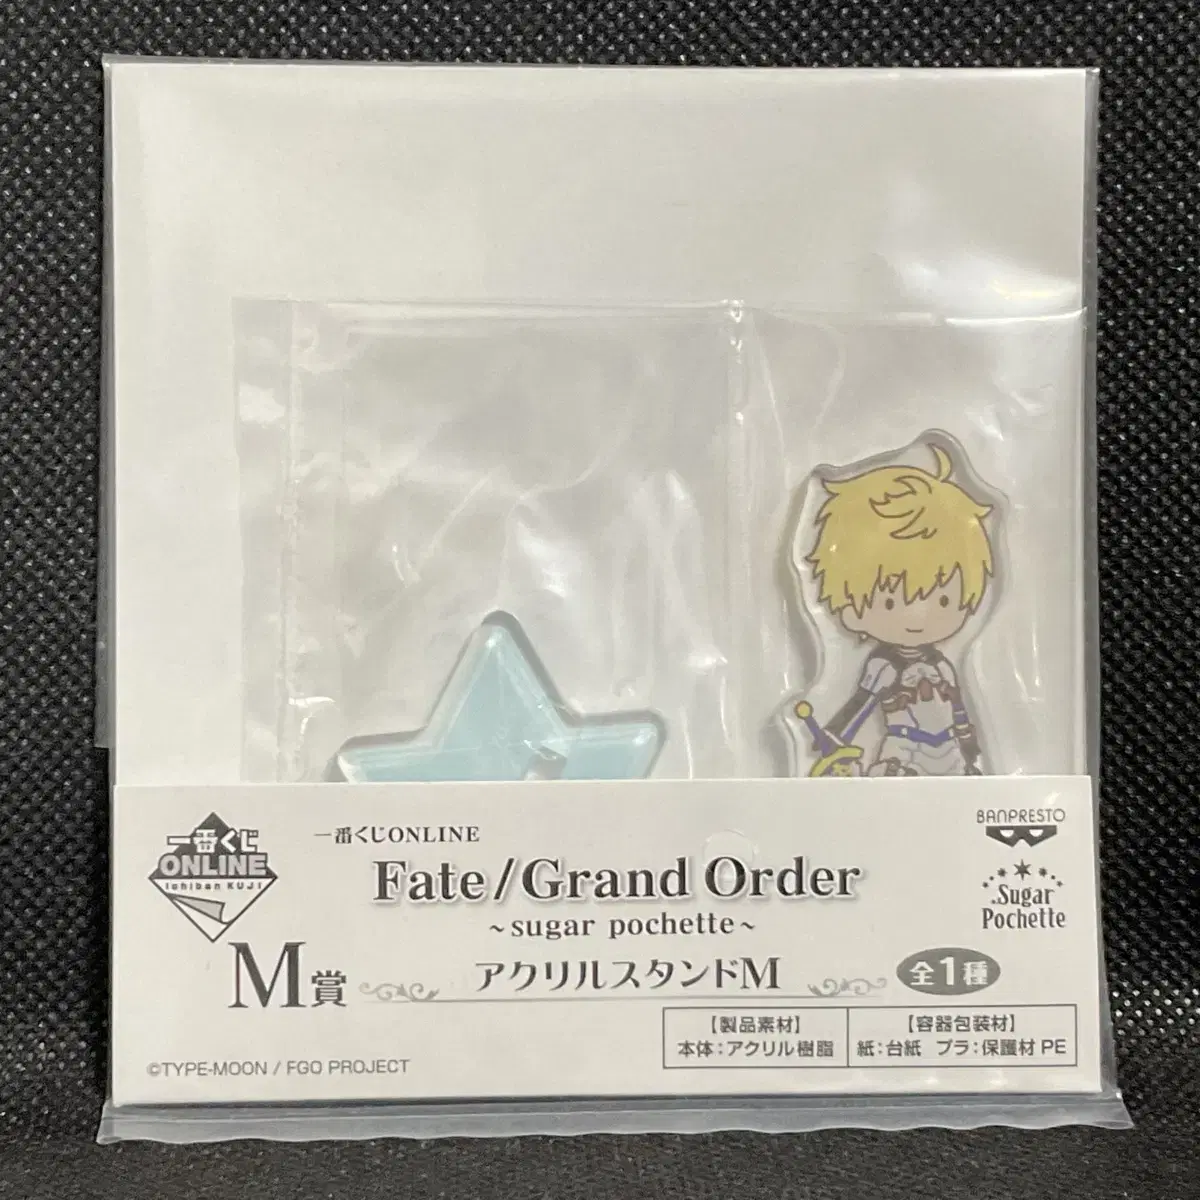 一番くじ
ONLINE
Ichiban KUJI
一番くじONLINE
Fate/Grand Order
～sugar pochette～
BANPRESTO
Sugar
Pochette
M賞
アクリルスタンドM
全1種
【製品素材】
本体：アクリル樹脂
【容器包装材】
紙：台紙 プラ：保護材 PE
©TYPE-MOON / FGO PROJECT